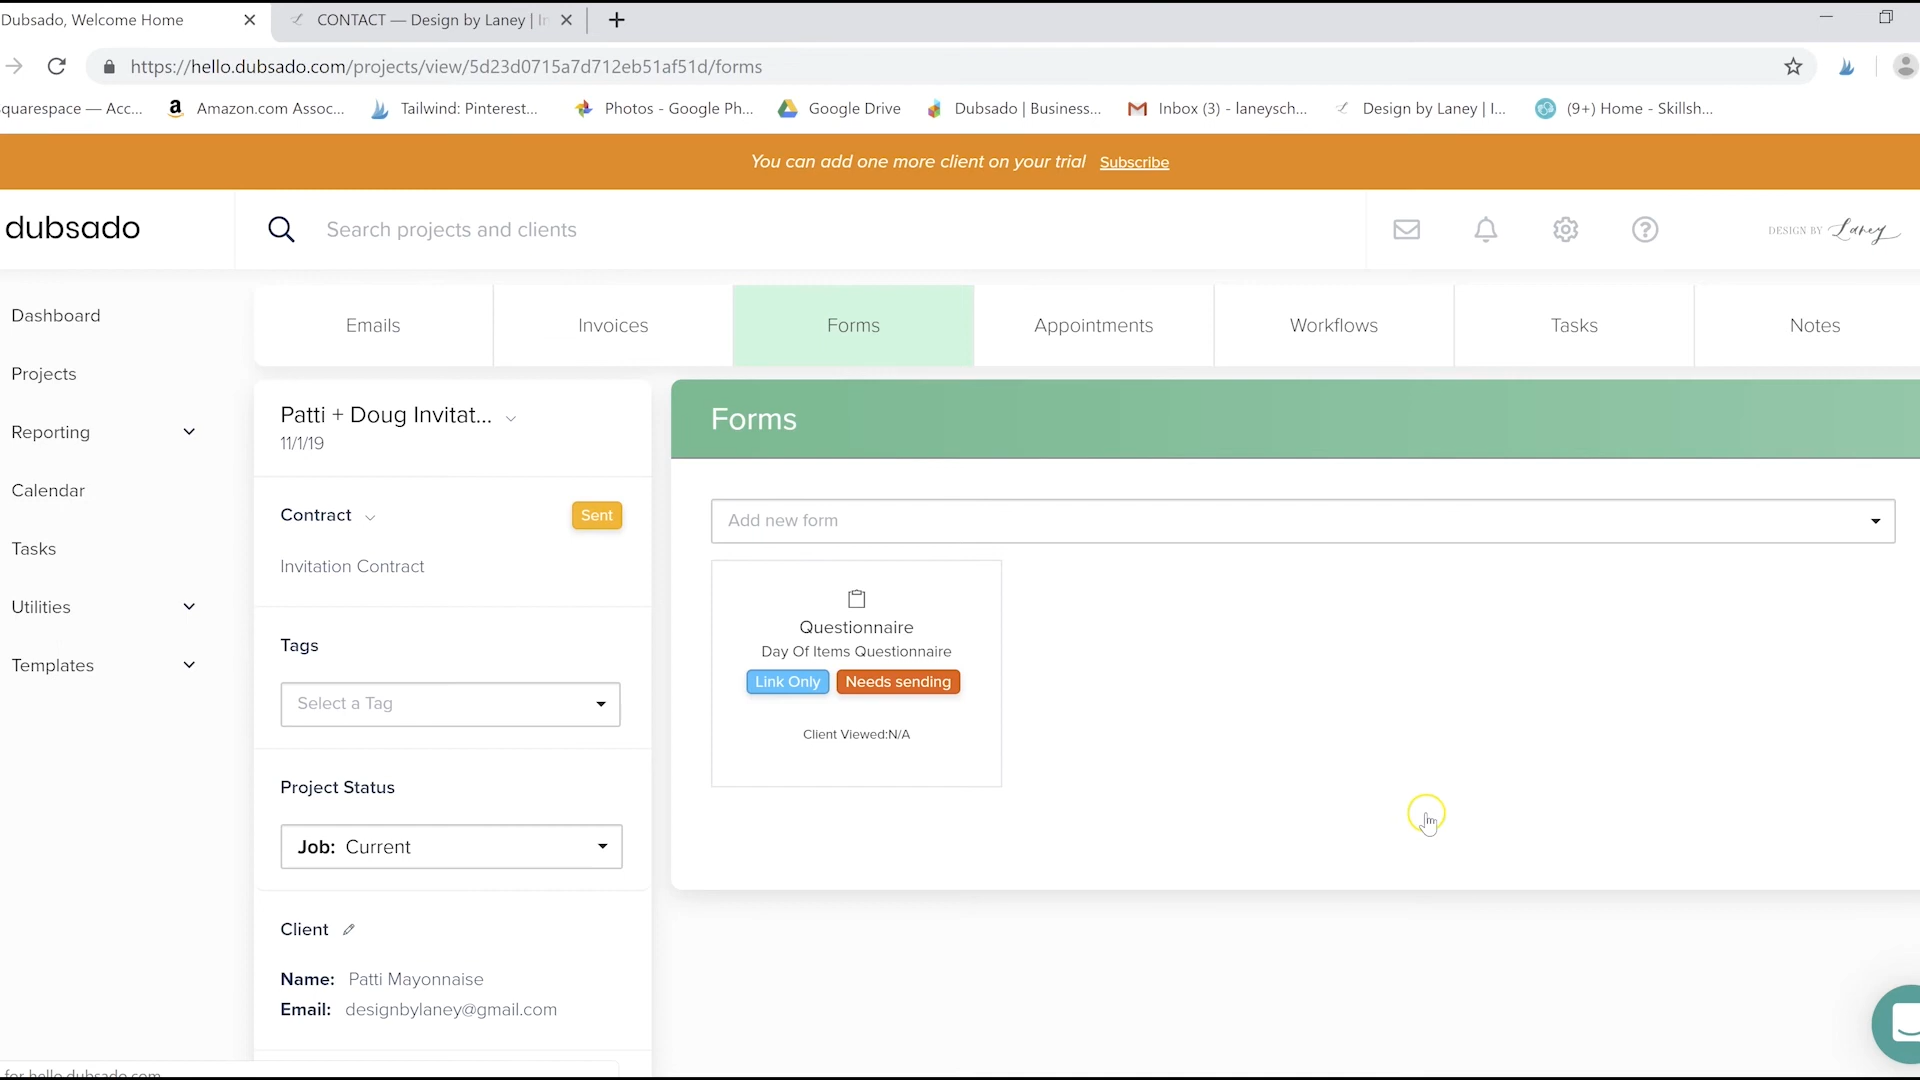 Dubsado, Welcome Home
CONTACT — Design by Laney | In
https://hello.dubsado.com/projects/view/5d23d0715a7d712eb51af51d/forms
quarespace — Acc...
Amazon.com Assoc...
Tailwind: Pinterest...
Photos - Google Ph...
Google Drive
Dubsado | Business...
Inbox (3) - laneysch...
Design by Laney | I...
(9+) Home - Skillsh...
You can add one more client on your trial Subscribe
dubsado
Search projects and clients
DESIGN BY Laney
Dashboard
Projects
Reporting
Calendar
Tasks
Utilities
Templates
Emails
Invoices
Forms
Appointments
Workflows
Tasks
Notes
Patti + Doug Invitat...
11/1/19
Contract
Sent
Invitation Contract
Tags
Select a Tag
Project Status
Job: Current
Client
Name: Patti Mayonnaise
Email: designbylaney@gmail.com
Forms
Add new form
Questionnaire
Day Of Items Questionnaire
Link Only
Needs sending
Client Viewed:N/A
for hello.dubsado.com